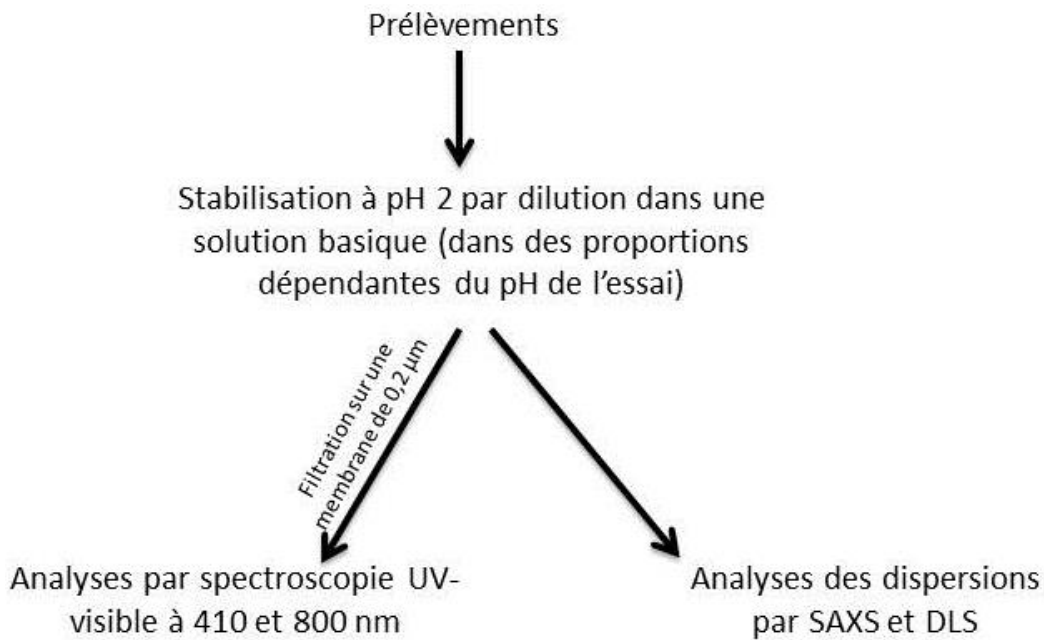 Prélèvements
Stabilisation à pH 2 par dilution dans une
solution basique (dans des proportions
dépendantes du pH de l'essai)
Filtration sur une
membrane de 0,2 µm
Analyses par spectroscopie UV-
visible à 410 et 800 nm
Analyses des dispersions
par SAXS et DLS